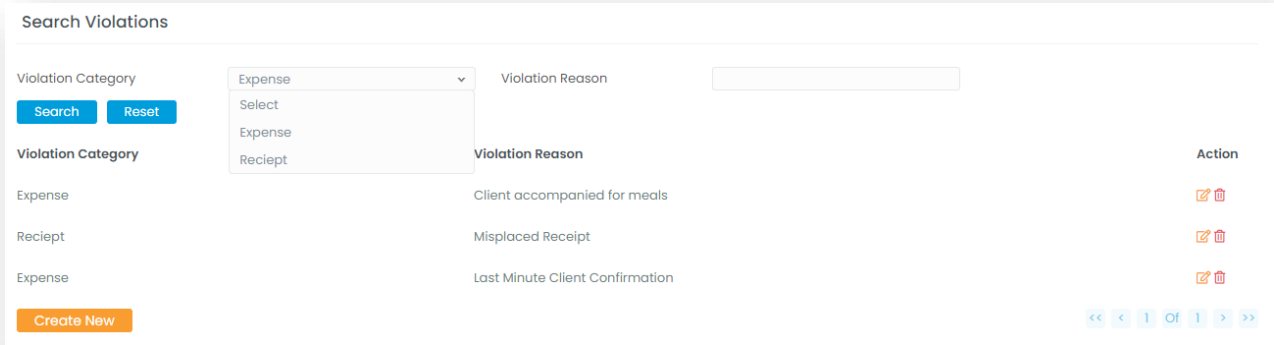 Search Violations
Violation Category Expense Violation Reason
Select
Search Reset
Expense
Reciept
Violation Category Violation Reason Action
Expense Client accompanied for meals
Reciept Misplaced Receipt
Expense Last Minute Client Confirmation
Create New << < 1 Of 1 > >>